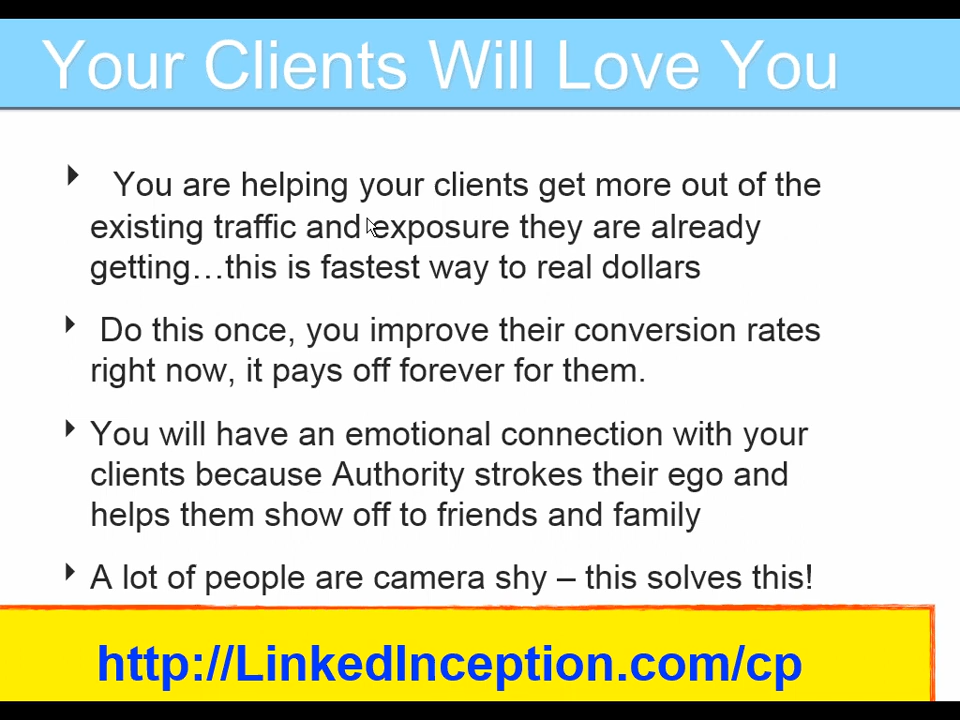 Your Clients Will Love You
You are helping your clients get more out of the
existing traffic and exposure they are already
getting…this is fastest way to real dollars
Do this once, you improve their conversion rates
right now, it pays off forever for them.
You will have an emotional connection with your
clients because Authority strokes their ego and
helps them show off to friends and family
A lot of people are camera shy – this solves this!
http://LinkedInception.com/cp